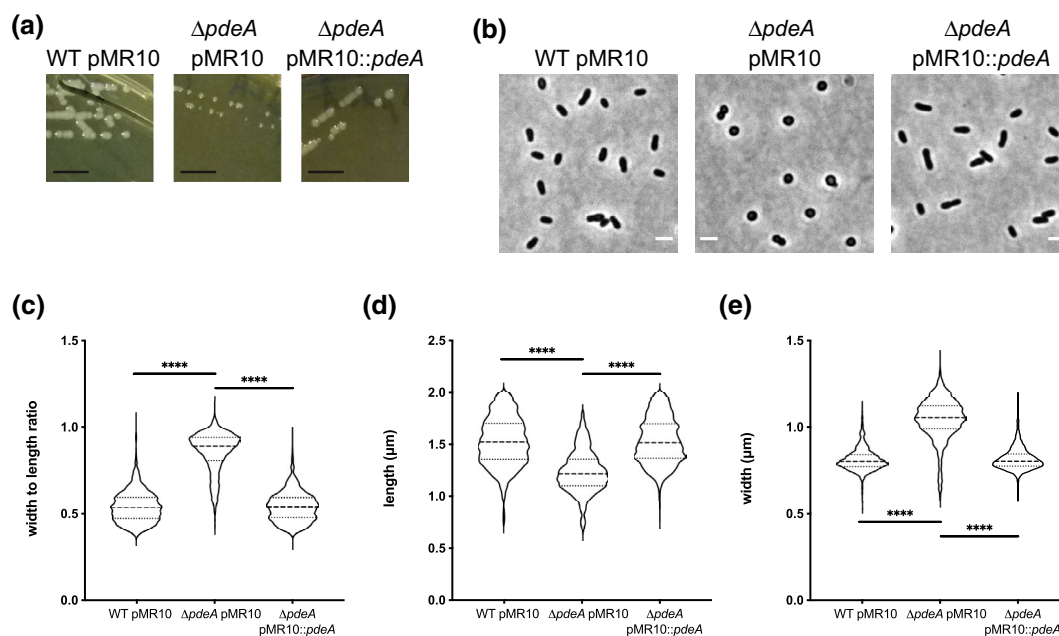 (a)
WT pMR10
ΔpdeA
pMR10
ΔpdeA
pMR10::pdeA
(b)
WT pMR10
ΔpdeA
pMR10
ΔpdeA
pMR10::pdeA
(c)
width to length ratio
1.5
1.0
0.5
0.0
****
****
WT pMR10
ΔpdeA pMR10
ΔpdeA
pMR10::pdeA
(d)
length (µm)
2.5
2.0
1.5
1.0
0.5
0.0
****
****
WT pMR10
ΔpdeA pMR10
ΔpdeA
pMR10::pdeA
(e)
width (µm)
1.5
1.0
0.5
0.0
****
****
WT pMR10
ΔpdeA pMR10
ΔpdeA
pMR10::pdeA